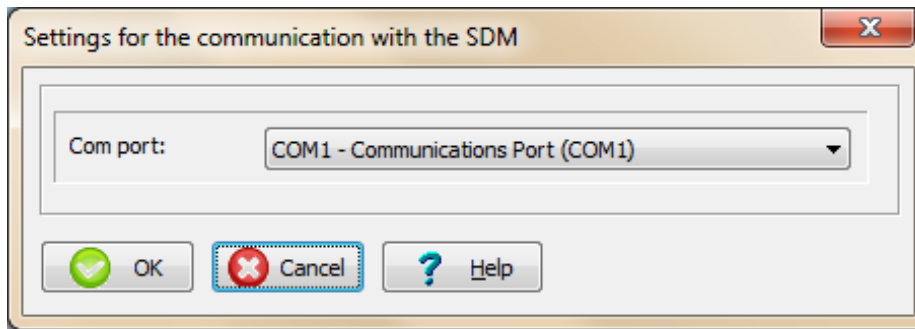 Settings for the communication with the SDM
Com port:
COM1 - Communications Port (COM1)
OK
Cancel
Help